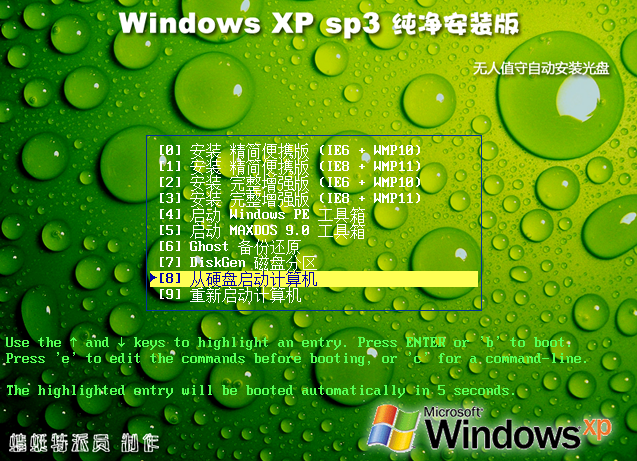 Windows XP sp3 纯净安装版
无人值守自动安装光盘
[0] 安装 精简便携版 (IE6 + WMP10)
[1] 安装 精简便携版 (IE8 + WMP11)
[2] 安装 完整增强版 (IE6 + WMP10)
[3] 安装 完整增强版 (IE8 + WMP11)
[4] 启动 Windows PE 工具箱
[5] 启动 MAXDOS 9.0 工具箱
[6] Ghost 备份还原
[7] DiskGen 磁盘分区
[8] 从硬盘启动计算机
[9] 重新启动计算机
Use the ↑ and ↓ keys to highlight an entry. Press ENTER or 'b' to boot.
Press 'e' to edit the commands before booting, or 'c' for a command-line.
The highlighted entry will be booted automatically in 5 seconds.
蚂蚁特派员 制作
Microsoft
Windows xp